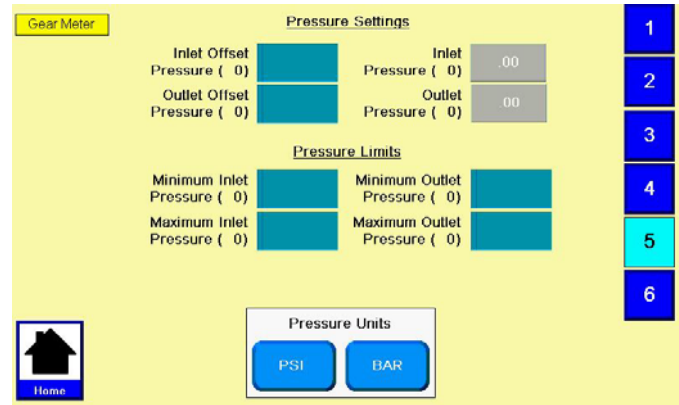 Gear Meter
Pressure Settings
1
Inlet Offset
Pressure ( 0)
Inlet
Pressure ( 0)
.00
2
Outlet Offset
Pressure ( 0)
Outlet
Pressure ( 0)
.00
3
Pressure Limits
Minimum Inlet
Pressure ( 0)
Minimum Outlet
Pressure ( 0)
4
Maximum Inlet
Pressure ( 0)
Maximum Outlet
Pressure ( 0)
5
6
Pressure Units
PSI
BAR
Home